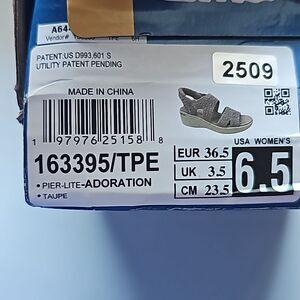 A64-
Vendor#
PATENT:US D993,601 S
UTILITY PATENT PENDING
2509
MADE IN CHINA
1 97976 25158 8
USA WOMEN'S
163395/TPE
EUR 36.5
UK 3.5
CM 23.5
6.5
• PIER-LITE-ADORATION
• TAUPE